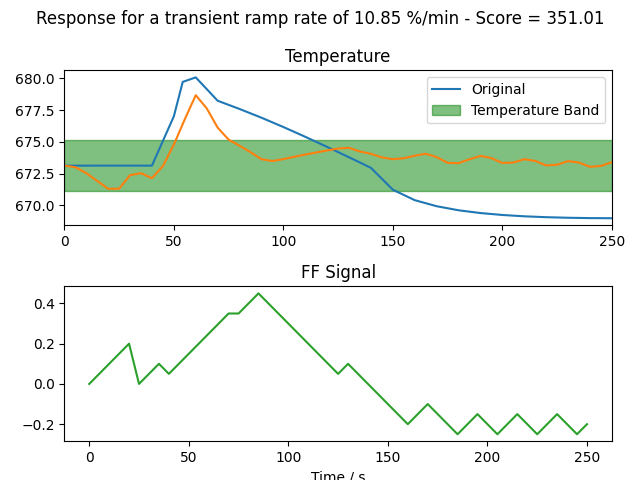 Response for a transient ramp rate of 10.85 %/min - Score = 351.01
Temperature
680.0
677.5
675.0
672.5
670.0
Original
Temperature Band
0 50 100 150 200 250
FF Signal
0.4
0.2
0.0
−0.2
0 50 100 150 200 250
Time / s